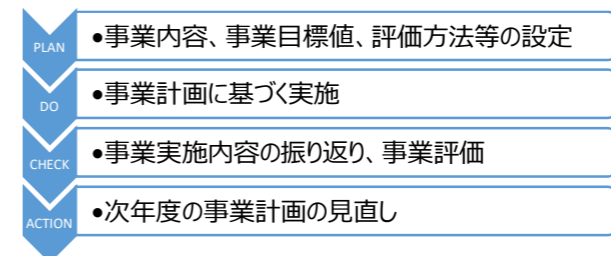 PLAN
•事業内容、事業目標値、評価方法等の設定
DO
•事業計画に基づく実施
CHECK
•事業実施内容の振り返り、事業評価
ACTION
•次年度の事業計画の見直し